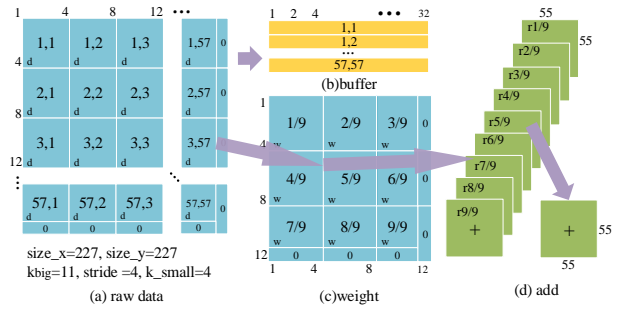 1 4 8 12 •••
1,1 1,2 1,3 1,57 0
d d d d
4
2,1 2,2 2,3 2,57 0
d d d d
8
3,1 3,2 3,3 3,57 0
d d d d
12
57,1 57,2 57,3 57,57 0
d d d d
0 0 0 0
size_x=227, size_y=227
kbig=11, stride =4, k_small=4
(a) raw data
1 2 4 ••• 32
1,1
1,2
•••
57,57
(b)buffer
1
1/9 2/9 3/9 0
w w w
4
4/9 5/9 6/9 0
w w w
8
7/9 8/9 9/9 0
w w w
12 0 0 0
1 4 8 12
(c)weight
55
r1/9 55
r2/9
r3/9
r4/9
r5/9
r6/9
r7/9
r8/9
r9/9
+ + 55
55
(d) add